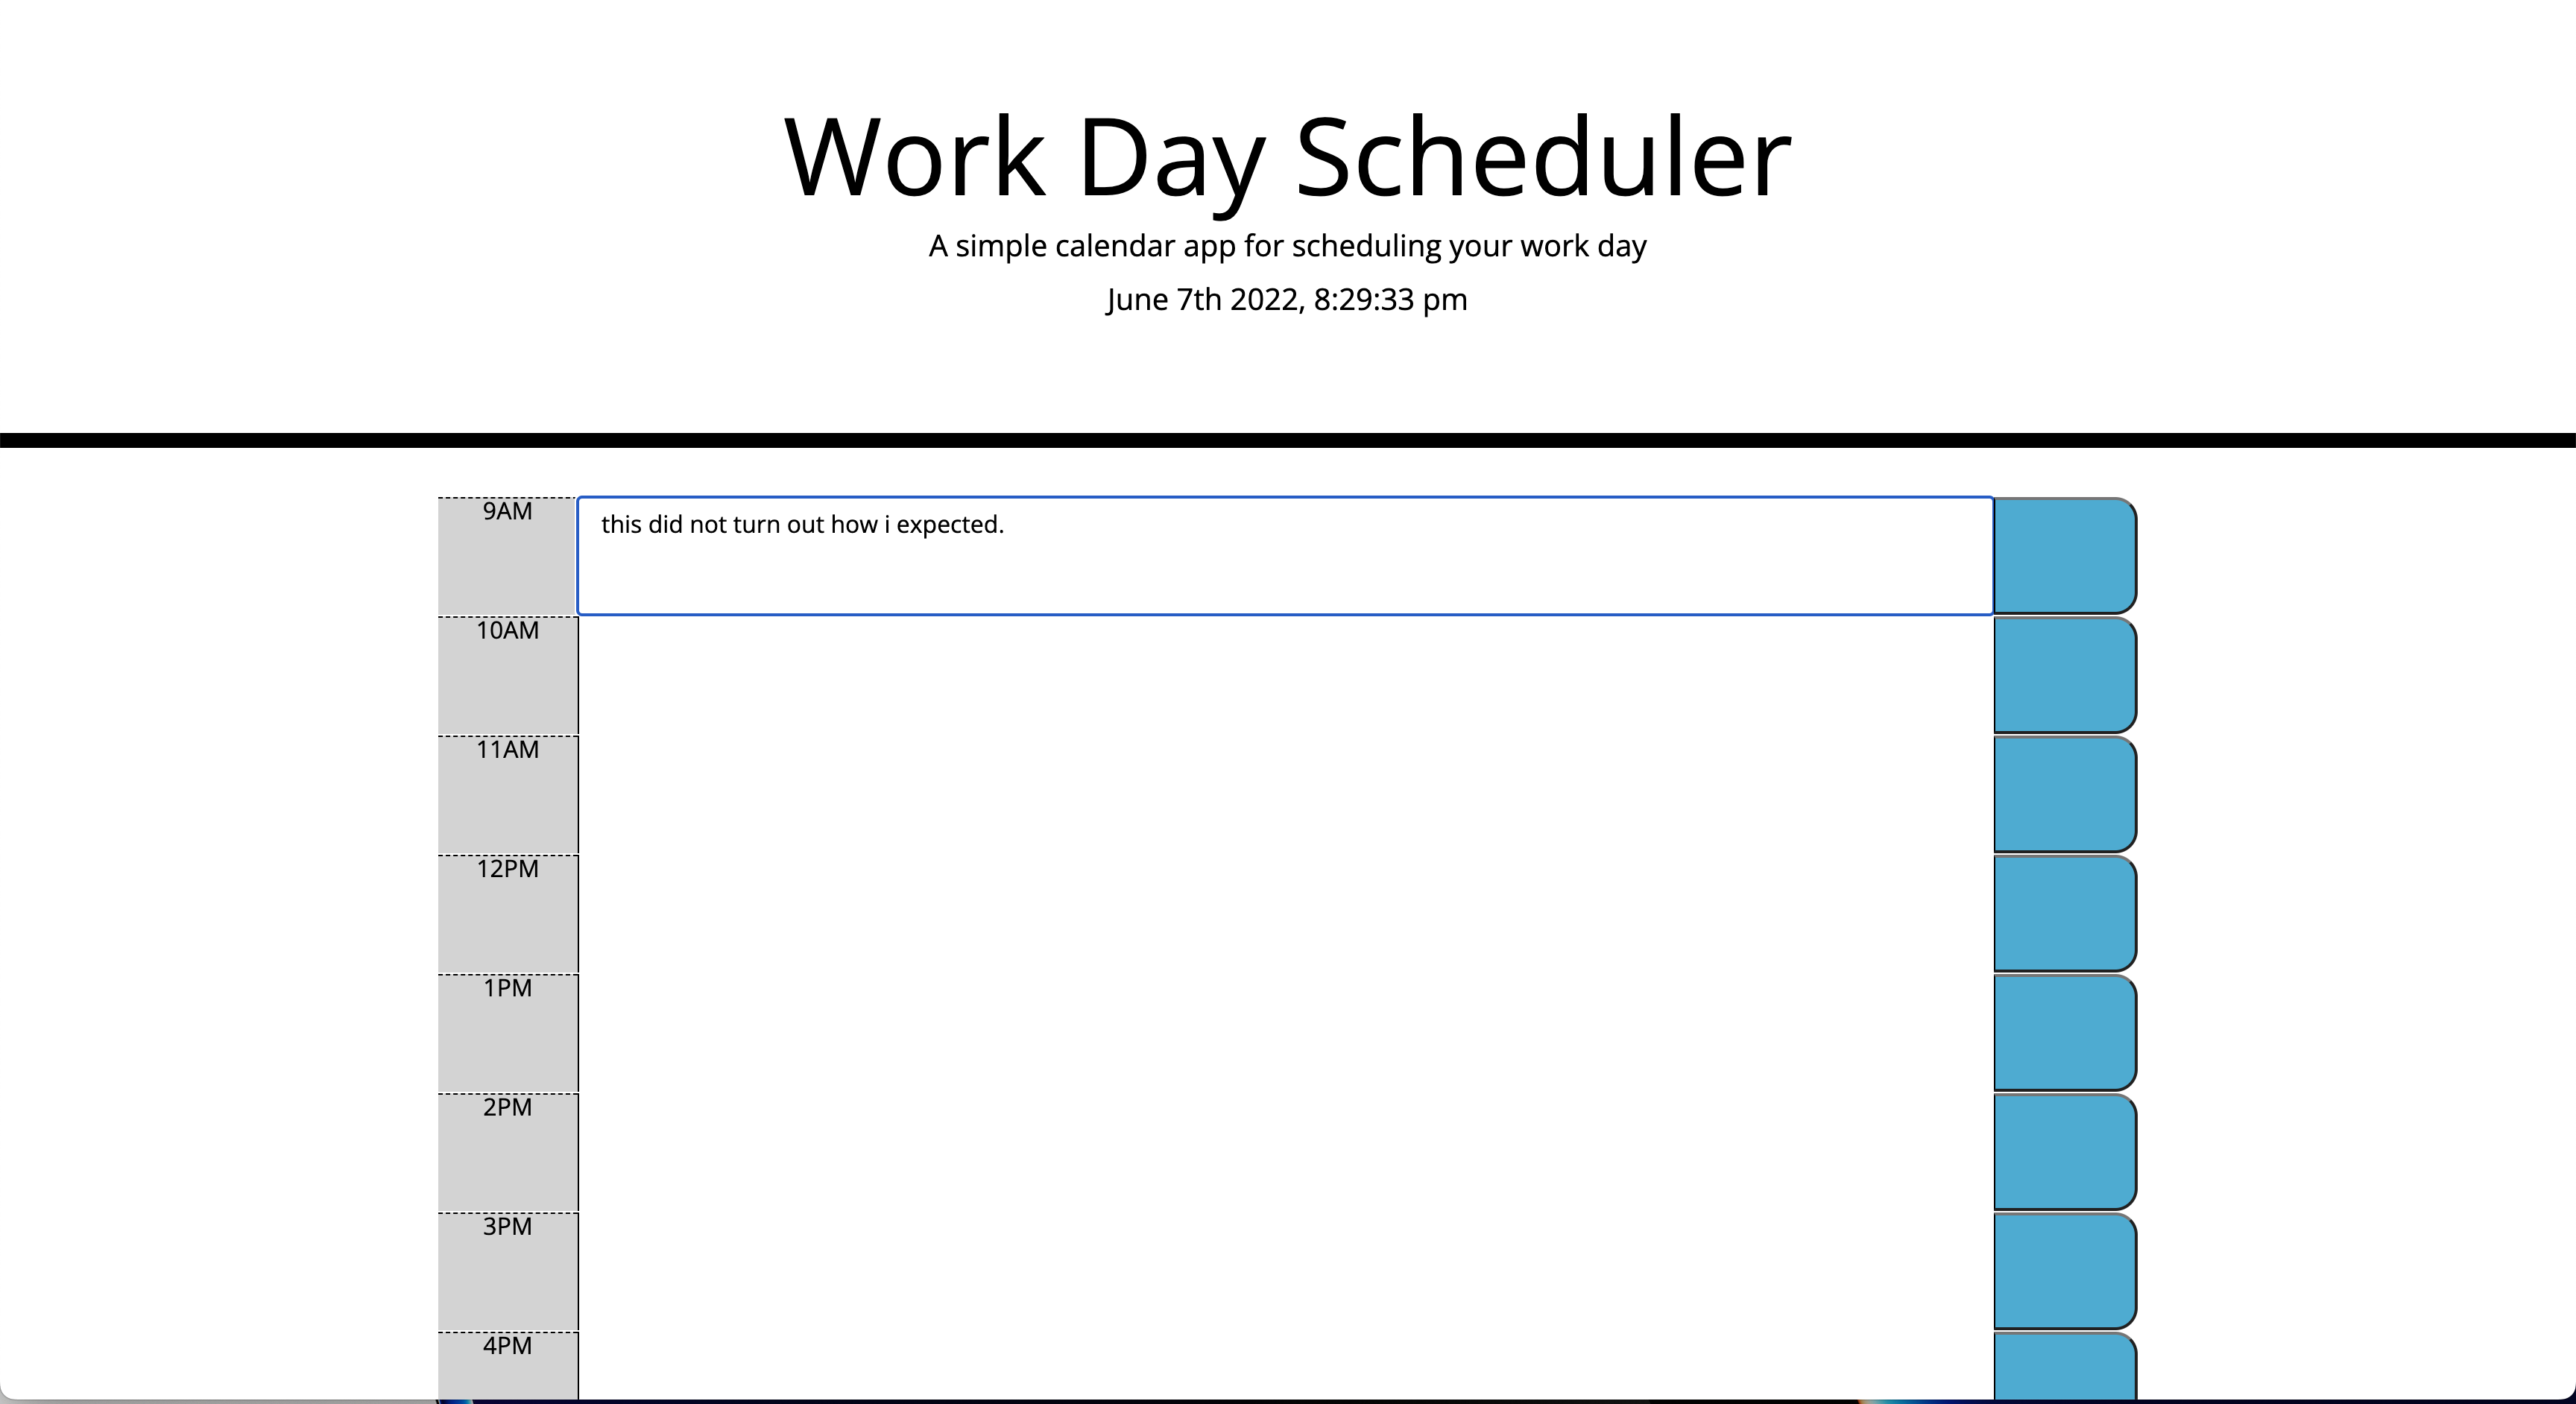 Work Day Scheduler
A simple calendar app for scheduling your work day
June 7th 2022, 8:29:33 pm
9AM
this did not turn out how i expected.
10AM
11AM
12PM
1PM
2PM
3PM
4PM